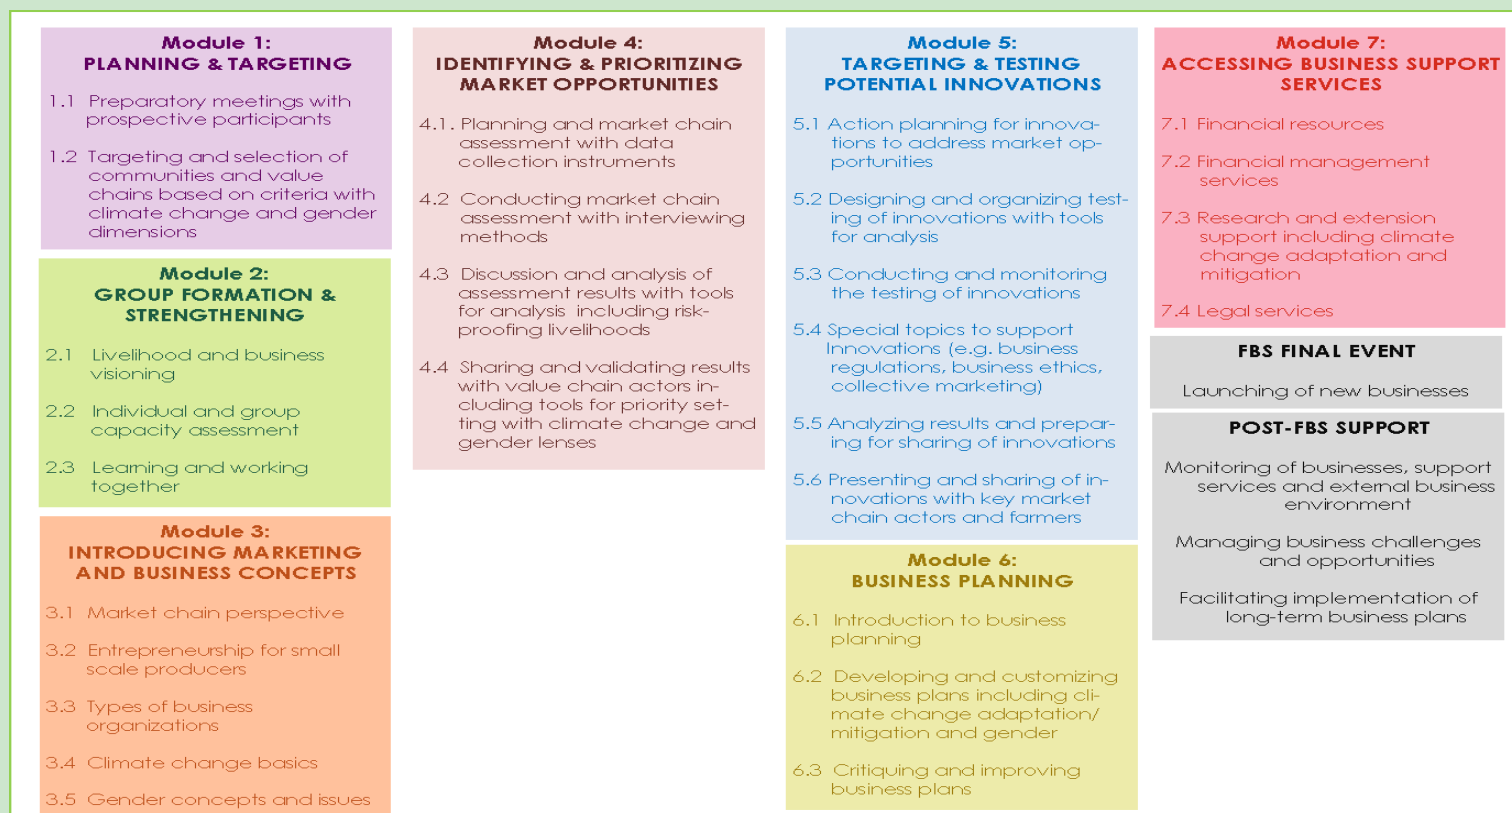 Module 1:
PLANNING & TARGETING
1.1 Preparatory meetings with
prospective participants
1.2 Targeting and selection of
communities and value
chains based on criteria with
climate change and gender
dimensions
Module 2:
GROUP FORMATION &
STRENGTHENING
2.1 Livelihood and business
visioning
2.2 Individual and group
capacity assessment
2.3 Learning and working
together
Module 3:
INTRODUCING MARKETING
AND BUSINESS CONCEPTS
3.1 Market chain perspective
3.2 Entrepreneurship for small
scale producers
3.3 Types of business
organizations
3.4 Climate change basics
3.5 Gender concepts and issues
Module 4:
IDENTIFYING & PRIORITIZING
MARKET OPPORTUNITIES
4.1. Planning and market chain
assessment with data
collection instruments
4.2 Conducting market chain
assessment with interviewing
methods
4.3 Discussion and analysis of
assessment results with tools
for analysis including risk-
proofing livelihoods
4.4 Sharing and validating results
with value chain actors in-
cluding tools for priority set-
ting with climate change and
gender lenses
Module 5:
TARGETING & TESTING
POTENTIAL INNOVATIONS
5.1 Action planning for innova-
tions to address market op-
portunities
5.2 Designing and organizing test-
ing of innovations with tools
for analysis
5.3 Conducting and monitoring
the testing of innovations
5.4 Special topics to support
Innovations (e.g. business
regulations, business ethics,
collective marketing)
5.5 Analyzing results and prepar-
ing for sharing of innovations
5.6 Presenting and sharing of in-
novations with key market
chain actors and farmers
Module 6:
BUSINESS PLANNING
6.1 Introduction to business
planning
6.2 Developing and customizing
business plans including cli-
mate change adaptation/
mitigation and gender
6.3 Critiquing and improving
business plans
Module 7:
ACCESSING BUSINESS SUPPORT
SERVICES
7.1 Financial resources
7.2 Financial management
services
7.3 Research and extension
support including climate
change adaptation and
mitigation
7.4 Legal services
FBS FINAL EVENT
Launching of new businesses
POST-FBS SUPPORT
Monitoring of businesses, support
services and external business
environment
Managing business challenges
and opportunities
Facilitating implementation of
long-term business plans